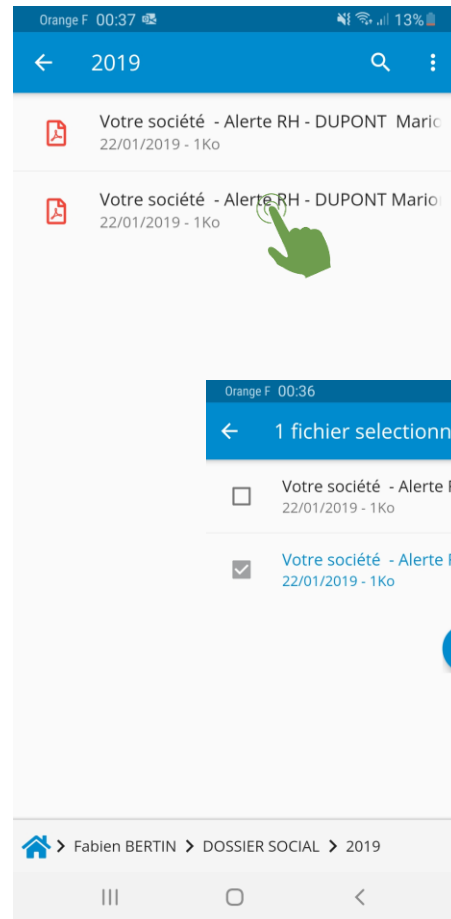 Orange F 00:37 13%
2019
Votre société - Alerte RH - DUPONT Mario
22/01/2019 - 1Ko
Votre société - Alerte RH - DUPONT Mario
22/01/2019 - 1Ko
Orange F 00:36
1 fichier selectionn
Votre société - Alerte
22/01/2019 - 1Ko
Votre société - Alerte
22/01/2019 - 1Ko
Fabien BERTIN > DOSSIER SOCIAL > 2019